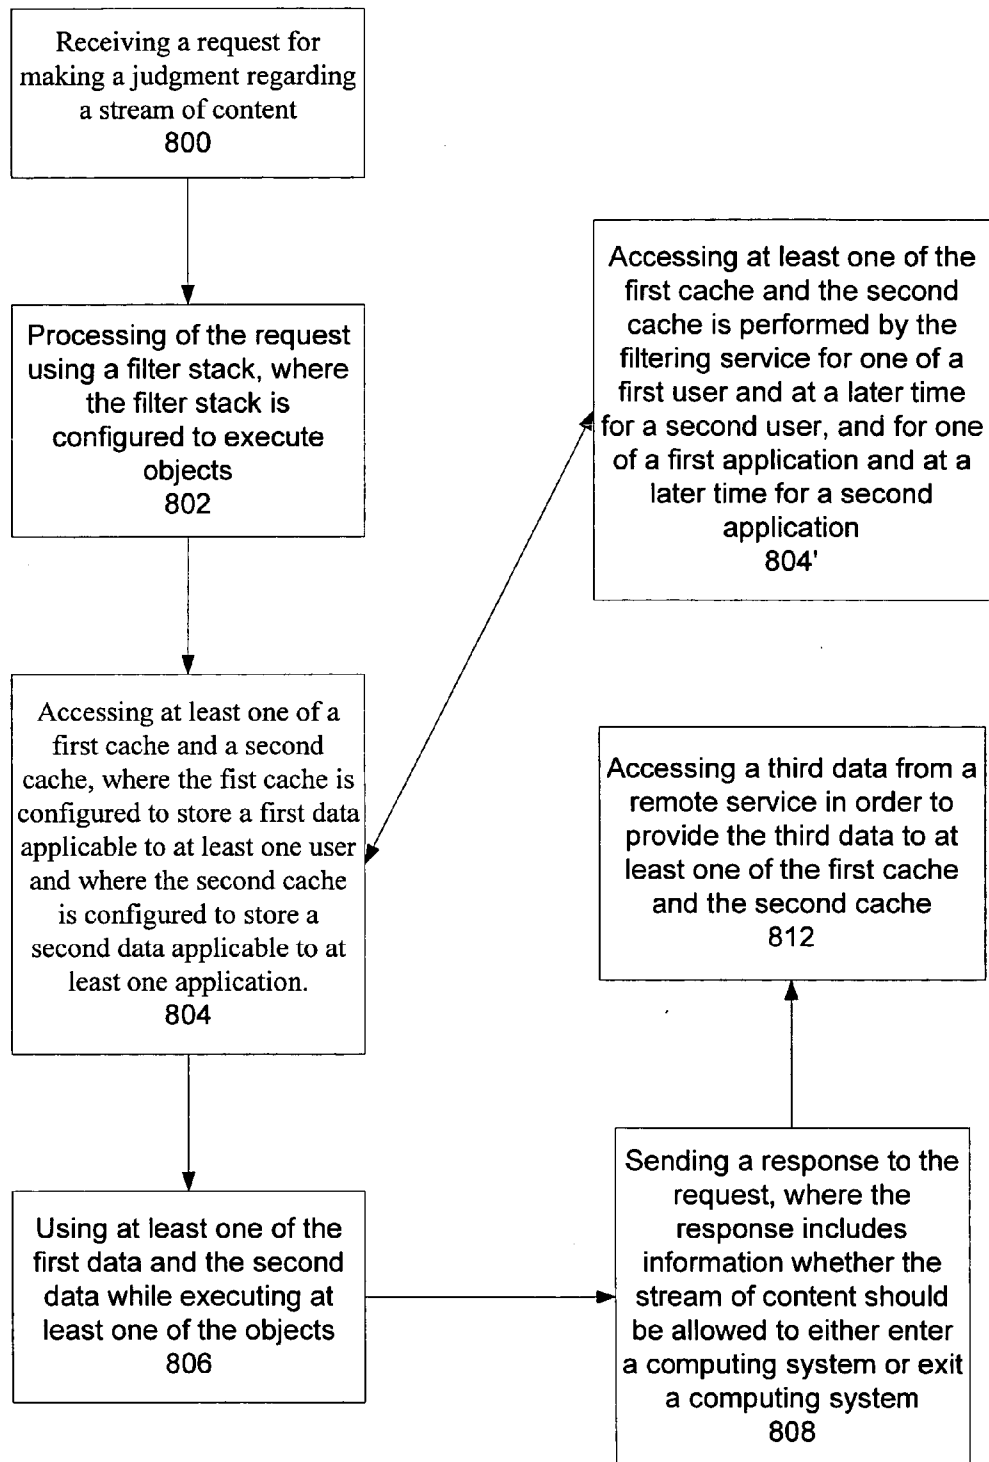 Receiving a request for
making a judgment regarding
a stream of content
800
Processing of the request
using a filter stack, where
the filter stack is
configured to execute
objects
802
Accessing at least one of a
first cache and a second
cache, where the fist cache is
configured to store a first data
applicable to at least one user
and where the second cache
is configured to store a
second data applicable to at
least one application.
804
Accessing at least one of the
first cache and the second
cache is performed by the
filtering service for one of a
first user and at a later time
for a second user, and for one
of a first application and at a
later time for a second
application
804'
Using at least one of the
first data and the second
data while executing at
least one of the objects
806
Sending a response to the
request, where the
response includes
information whether the
stream of content should
be allowed to either enter
a computing system or exit
a computing system
808
Accessing a third data from a
remote service in order to
provide the third data to at
least one of the first cache
and the second cache
812